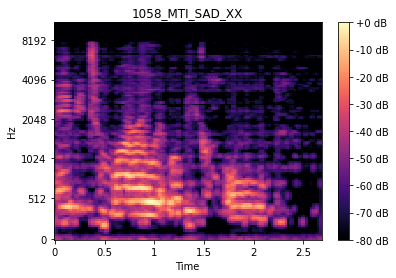 1058_MTI_SAD_XX
8192
4096
2048
1024
512
0
Hz
0
0.5
1
1.5
2
2.5
Time
+0 dB
-10 dB
-20 dB
-30 dB
-40 dB
-50 dB
-60 dB
-70 dB
-80 dB